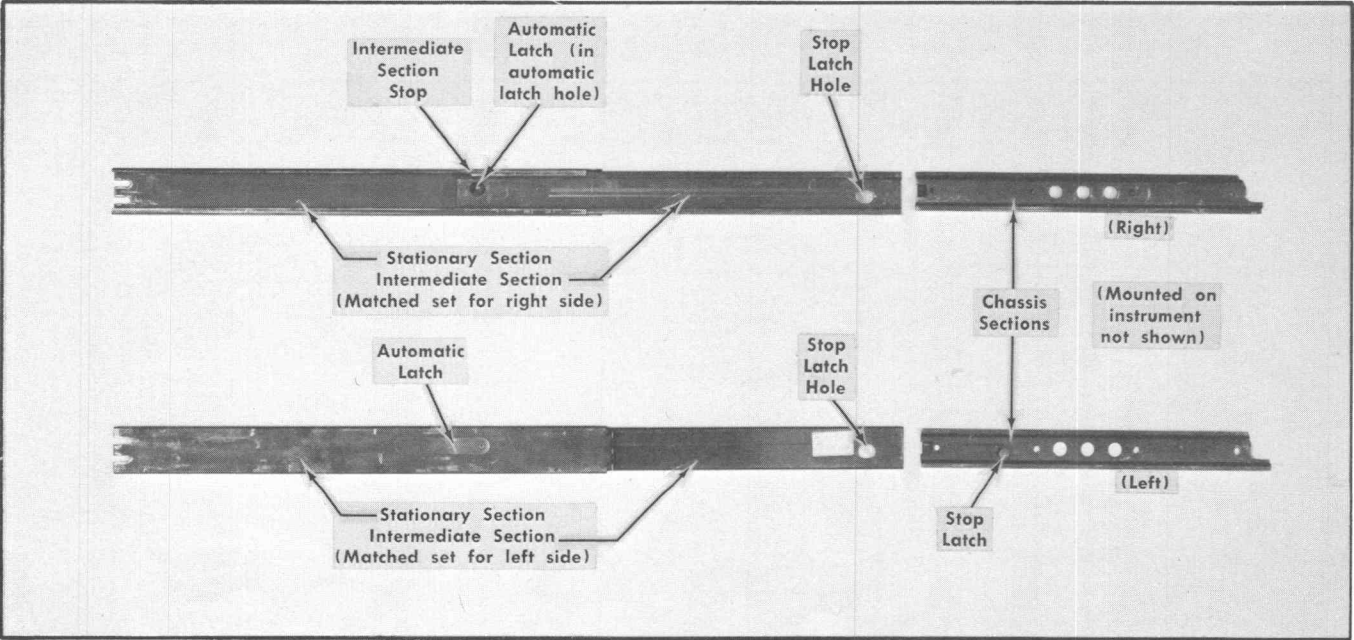 Intermediate
Section
Stop
Automatic
Latch (in
automatic
latch hole)
Stop
Latch
Hole
(Right)
Stationary Section
Intermediate Section
(Matched set for right side)
Chassis
Sections
(Mounted on
instrument
not shown)
Automatic
Latch
Stop
Latch
Hole
(Left)
Stationary Section
Intermediate Section
(Matched set for left side)
Stop
Latch